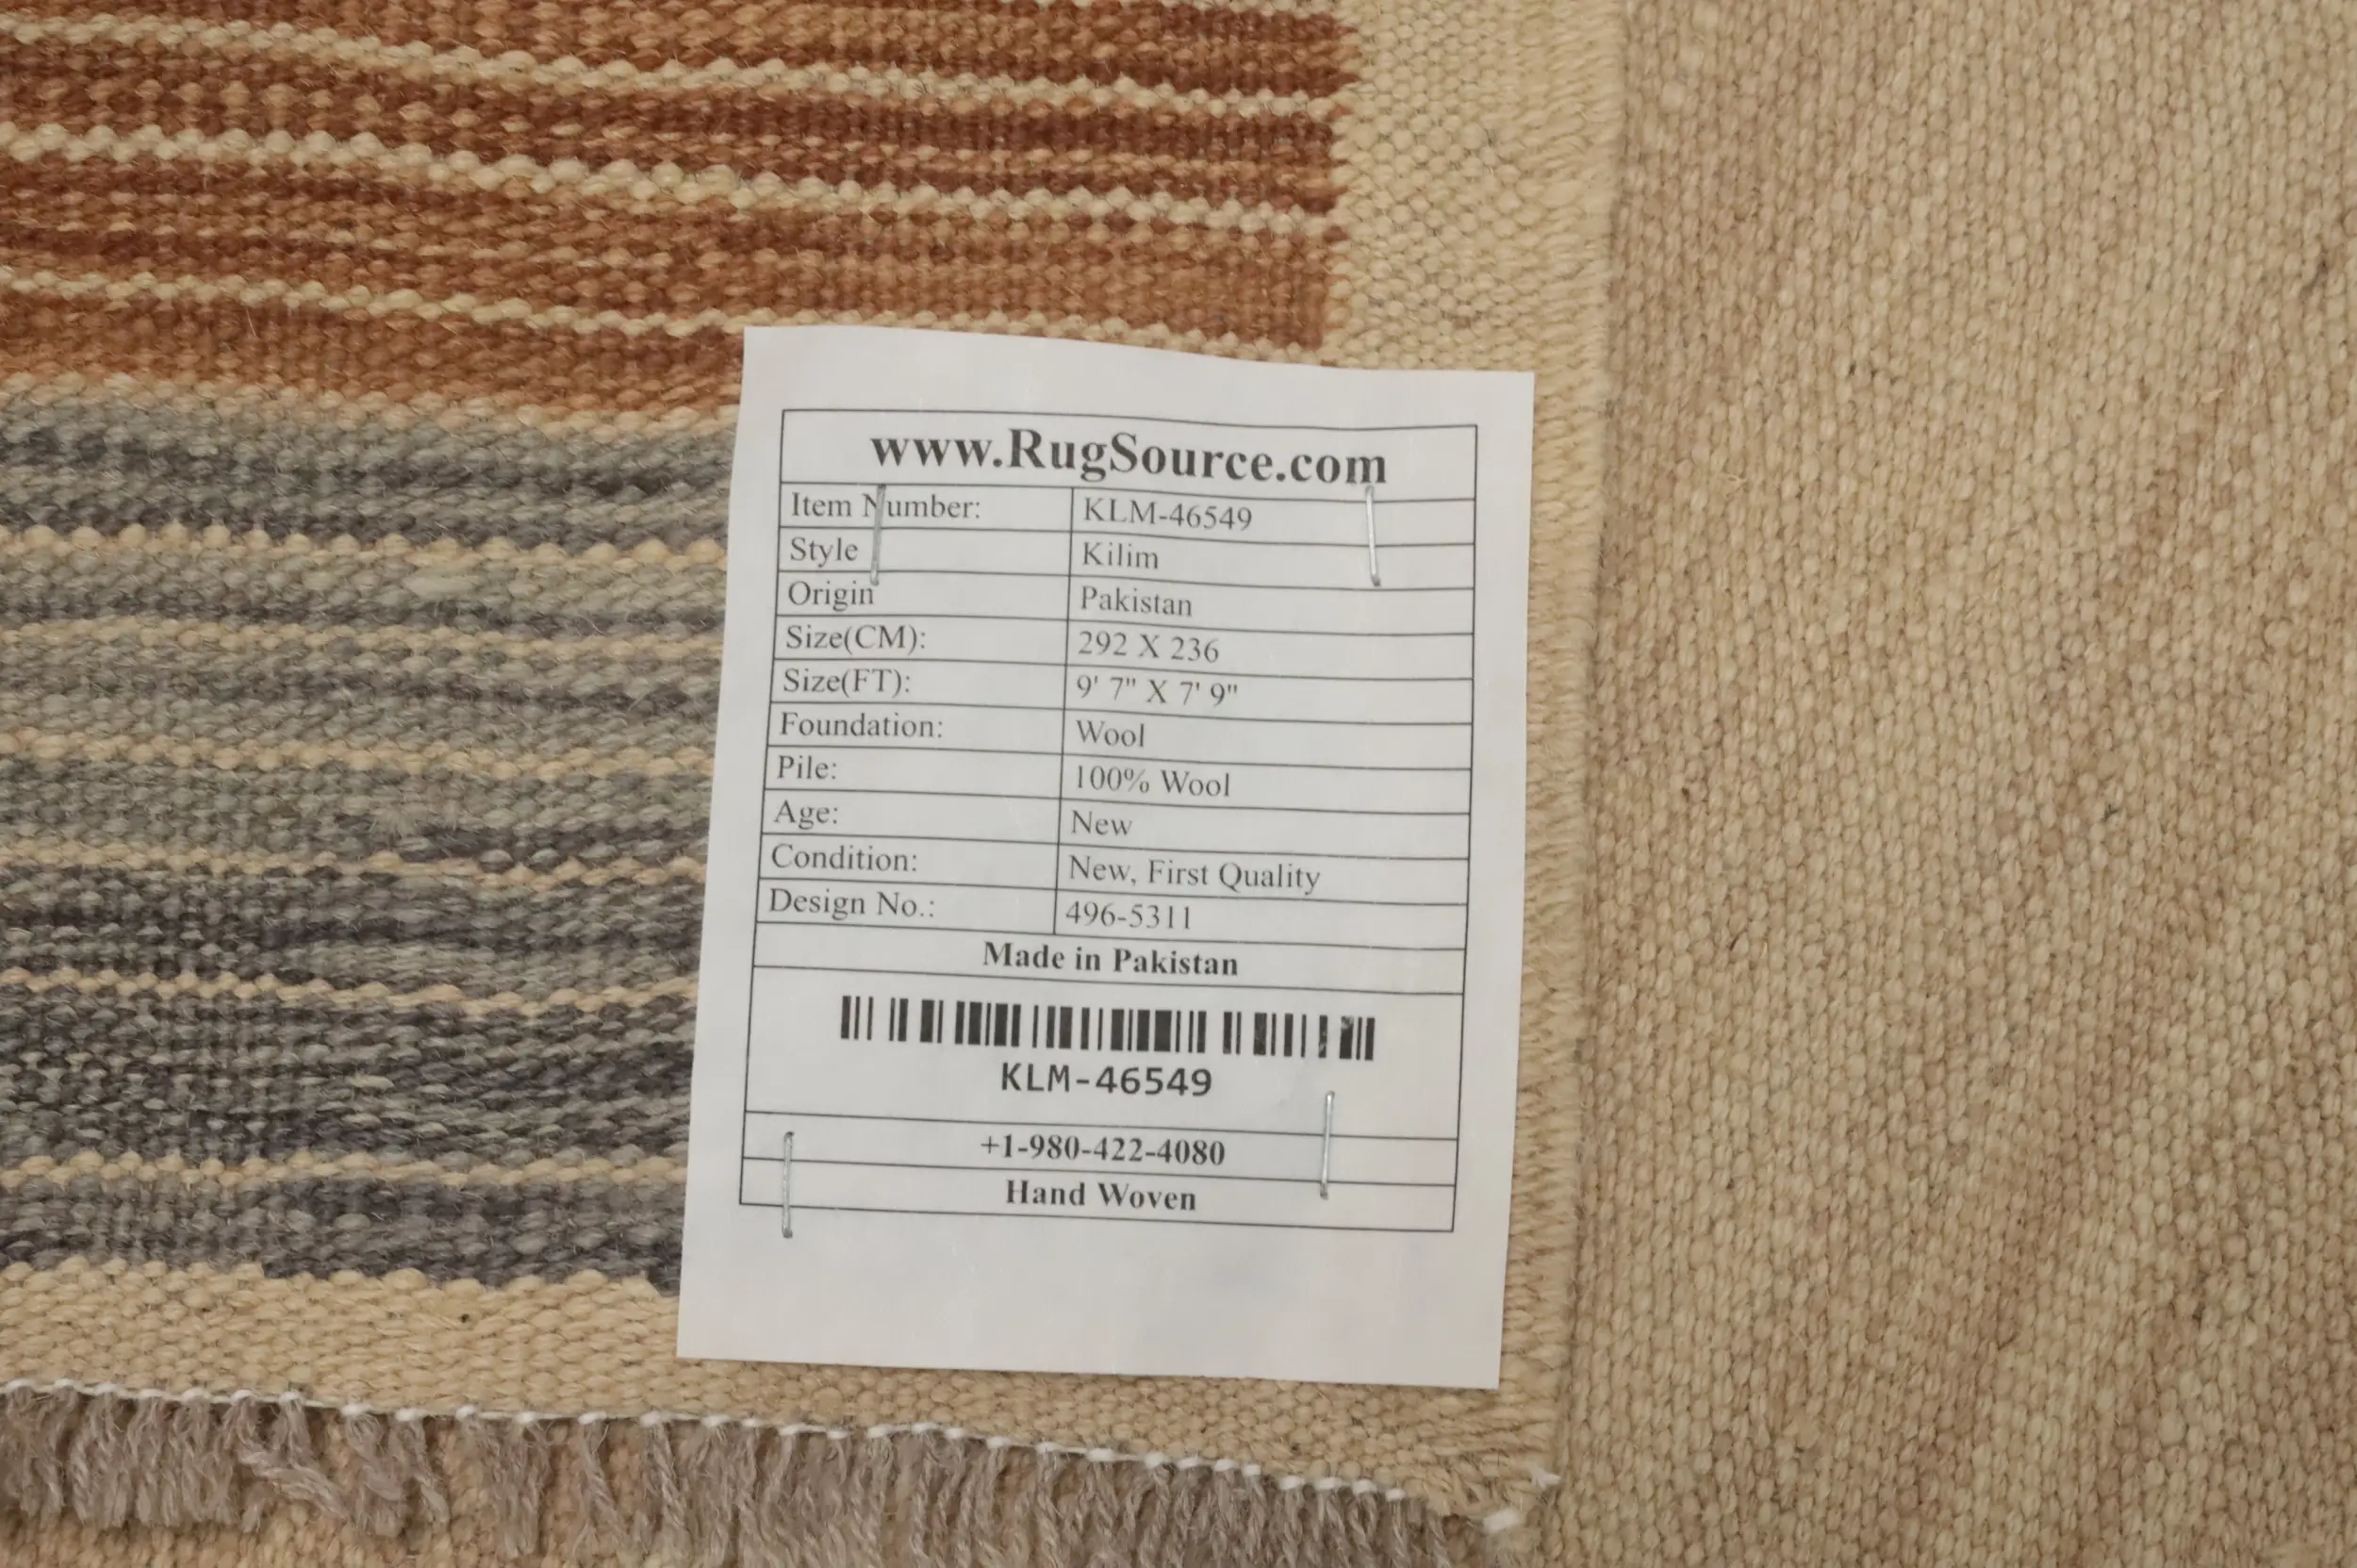 www.RugSource.com
Item Number: KLM-46549
Style Kilim
Origin Pakistan
Size(CM): 292 X 236
Size(FT): 9' 7" X 7' 9"
Foundation: Wool
Pile: 100% Wool
Age: New
Condition: New, First Quality
Design No.: 496-5311
Made in Pakistan
KLM-46549
+1-980-422-4080
Hand Woven